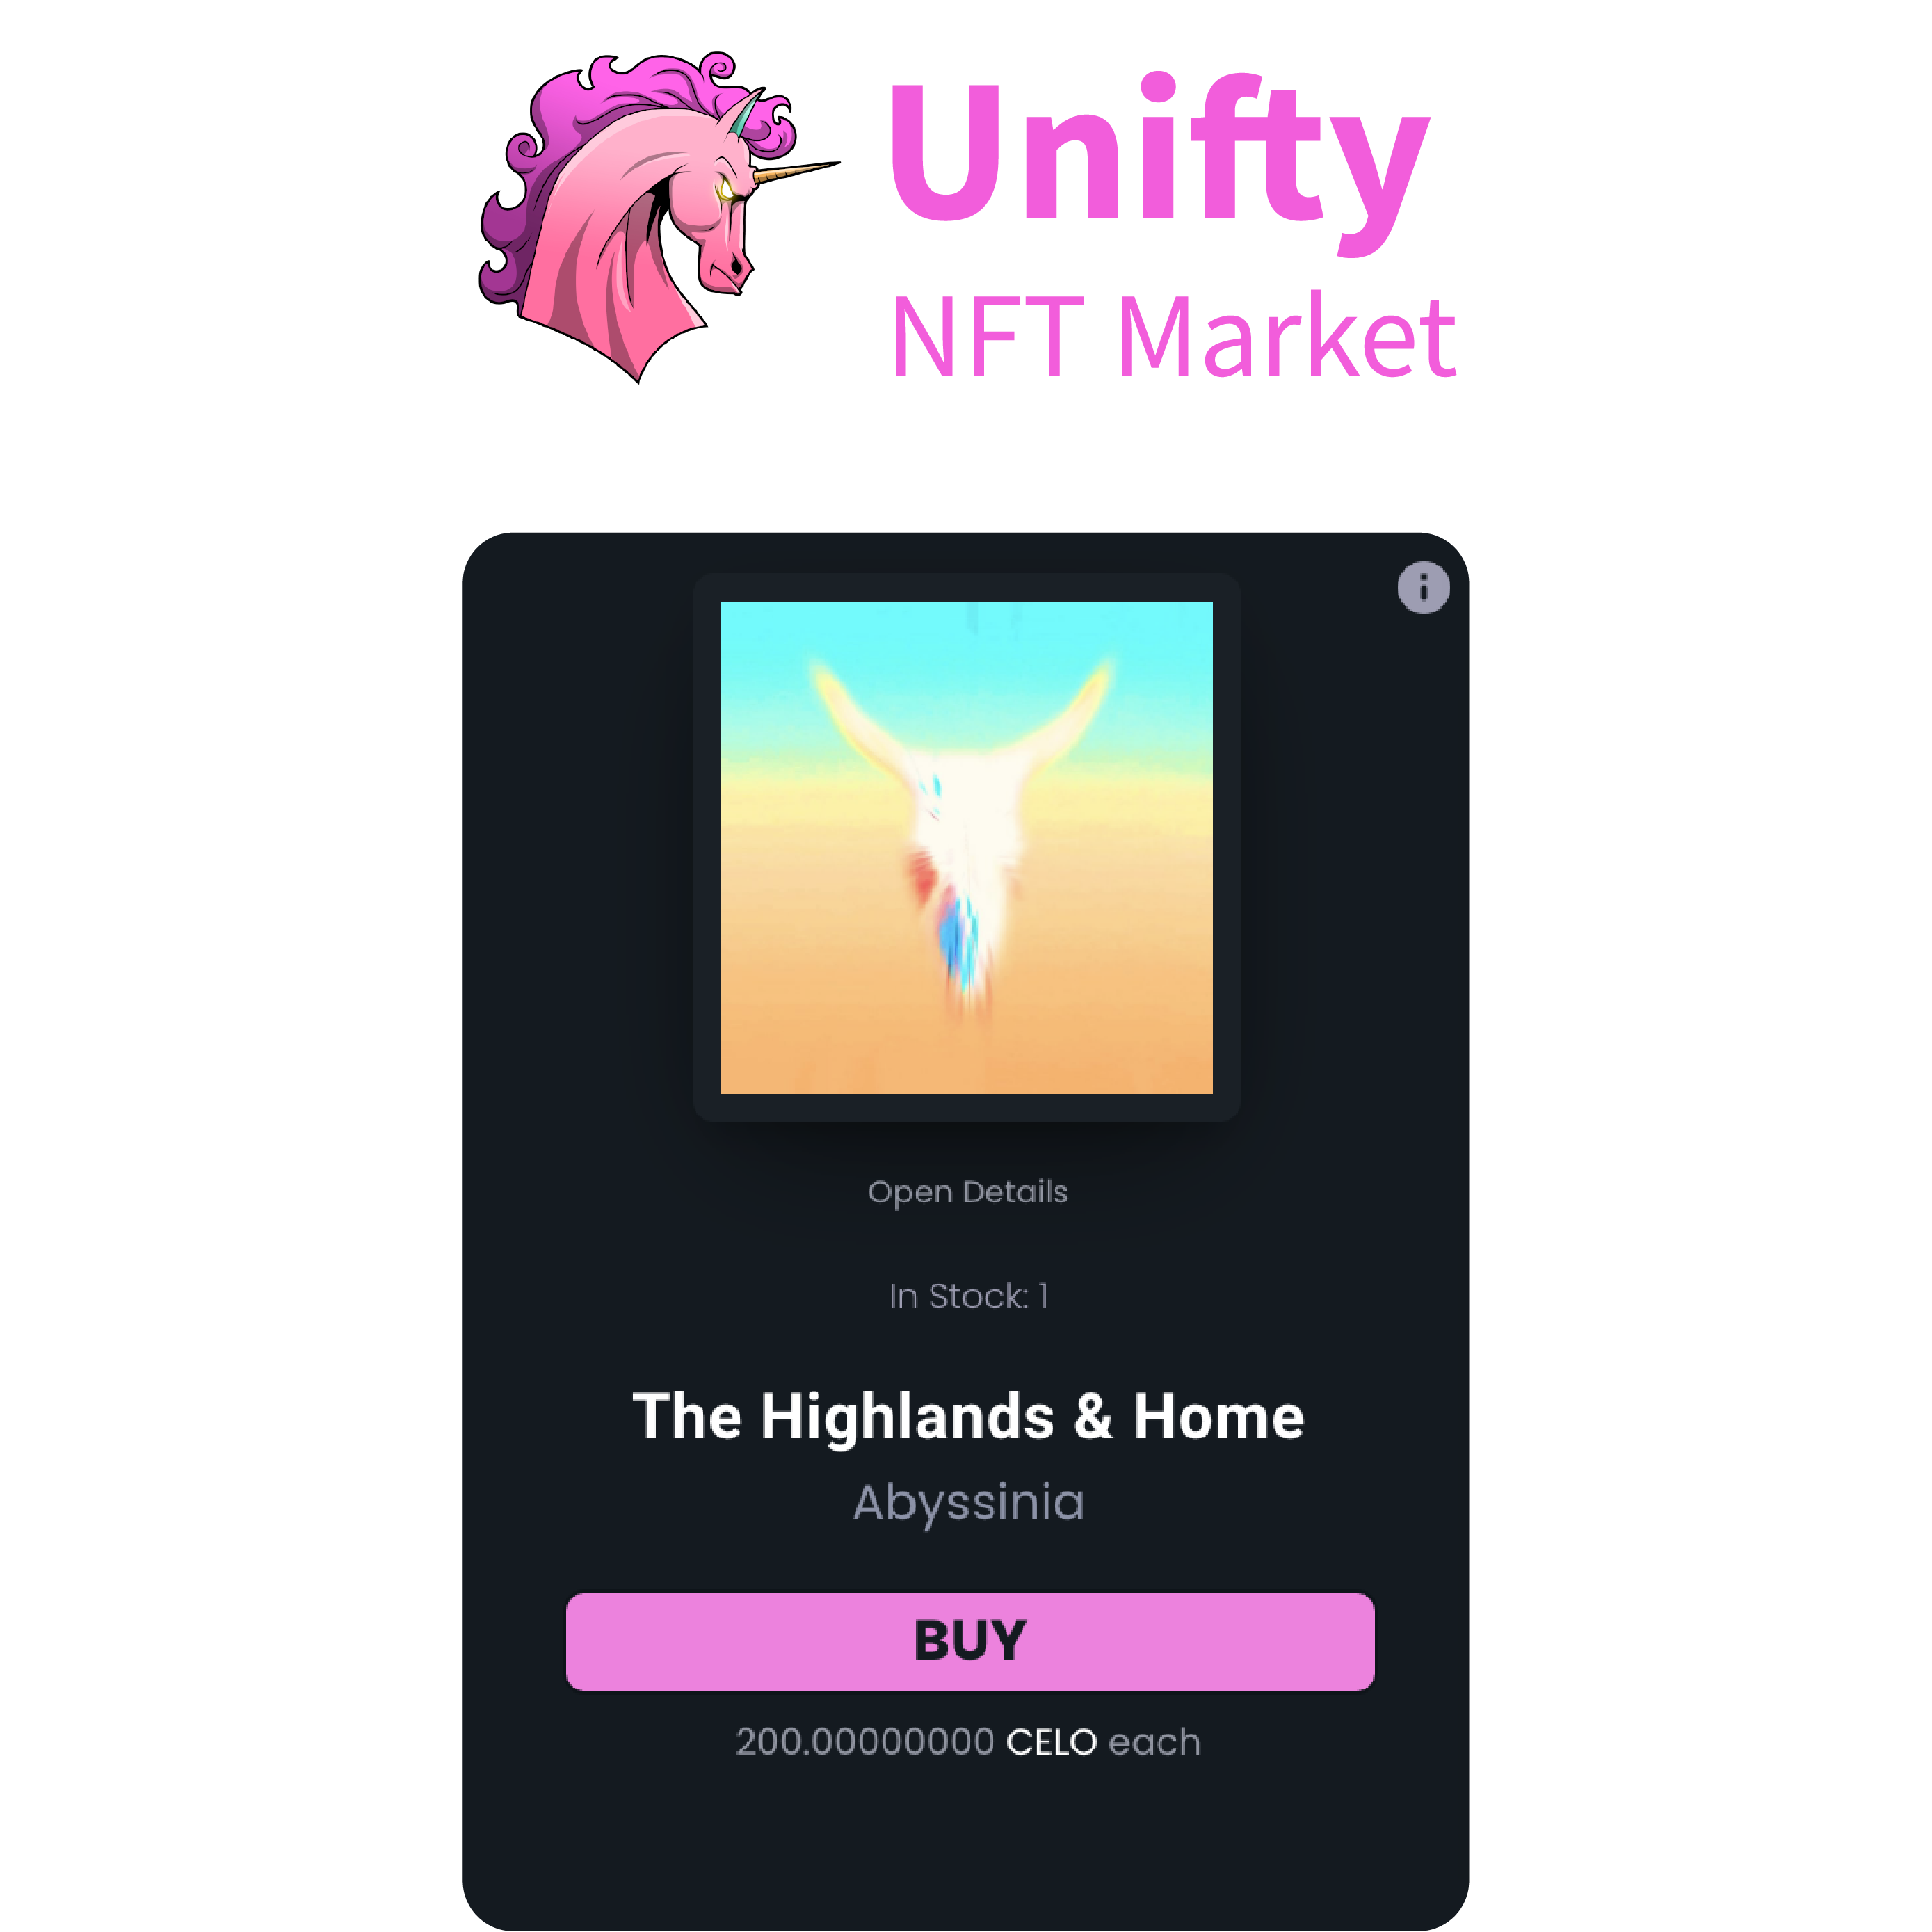 Unifty
NFT Market
i
Open Details
In Stock: 1
The Highlands & Home
Abyssinia
BUY
200.00000000 CELO each